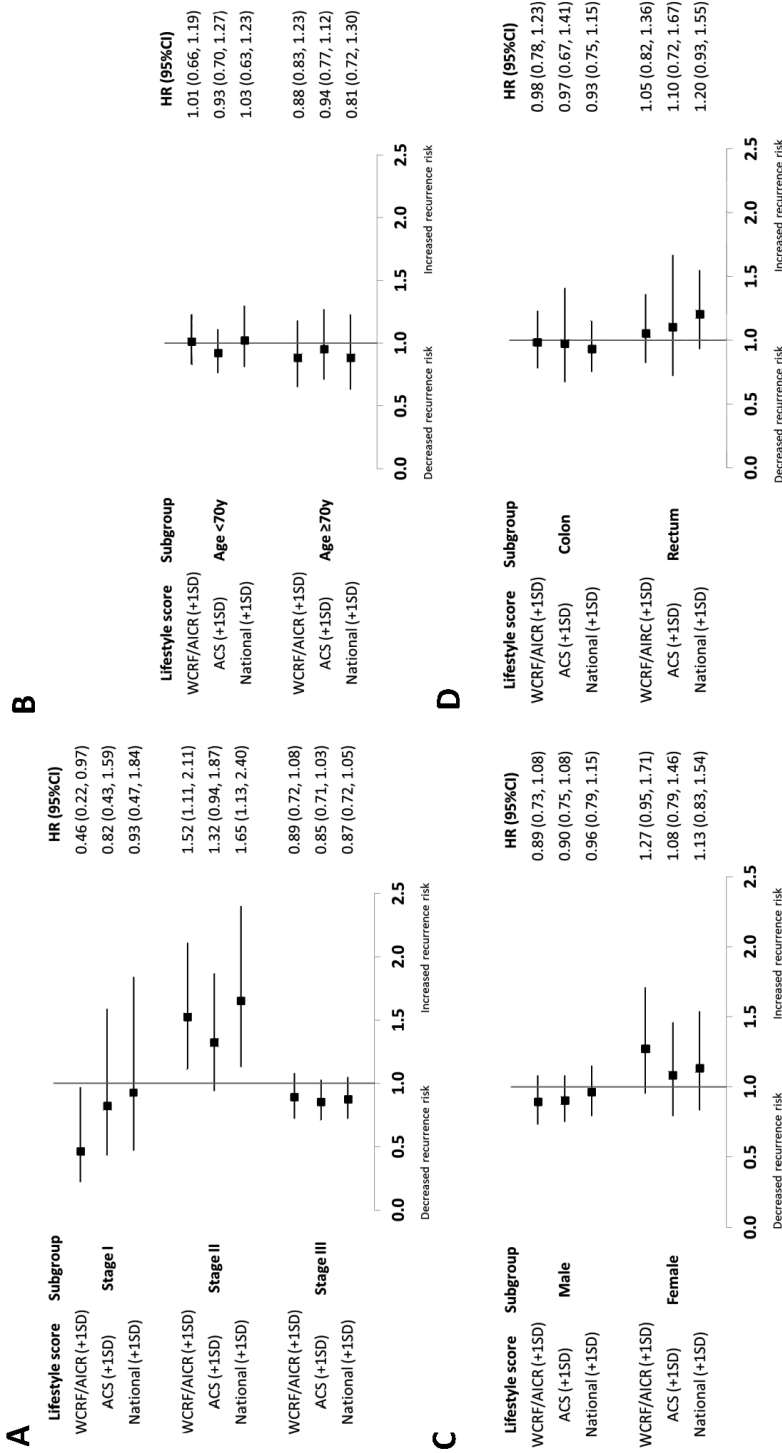 A
Lifestyle score Subgroup HR (95%CI)
WCRF/AICR (+1SD) 0.46 (0.22, 0.97)
ACS (+1SD) Stage I 0.82 (0.43, 1.59)
National (+1SD) 0.93 (0.47, 1.84)
WCRF/AICR (+1SD) 1.52 (1.11, 2.11)
ACS (+1SD) Stage II 1.32 (0.94, 1.87)
National (+1SD) 1.65 (1.13, 2.40)
WCRF/AICR (+1SD) 0.89 (0.72, 1.08)
ACS (+1SD) Stage III 0.85 (0.71, 1.03)
National (+1SD) 0.87 (0.72, 1.05)
0.0 0.5 1.0 1.5 2.0 2.5
Decreased recurrence risk Increased recurrence risk
B
Lifestyle score Subgroup HR (95%CI)
WCRF/AICR (+1SD) 1.01 (0.66, 1.19)
ACS (+1SD) Age <70y 0.93 (0.70, 1.27)
National (+1SD) 1.03 (0.63, 1.23)
WCRF/AICR (+1SD) 0.88 (0.83, 1.23)
ACS (+1SD) Age ≥70y 0.94 (0.77, 1.12)
National (+1SD) 0.81 (0.72, 1.30)
0.0 0.5 1.0 1.5 2.0 2.5
Decreased recurrence risk Increased recurrence risk
C
Lifestyle score Subgroup HR (95%CI)
WCRF/AICR (+1SD) 0.89 (0.73, 1.08)
ACS (+1SD) Male 0.90 (0.75, 1.08)
National (+1SD) 0.96 (0.79, 1.15)
WCRF/AICR (+1SD) 1.27 (0.95, 1.71)
ACS (+1SD) Female 1.08 (0.79, 1.46)
National (+1SD) 1.13 (0.83, 1.54)
0.0 0.5 1.0 1.5 2.0 2.5
Decreased recurrence risk Increased recurrence risk
D
Lifestyle score Subgroup HR (95%CI)
WCRF/AICR (+1SD) 0.98 (0.78, 1.23)
ACS (+1SD) Colon 0.97 (0.67, 1.41)
National (+1SD) 0.93 (0.75, 1.15)
WCRF/AIRC (+1SD) 1.05 (0.82, 1.36)
ACS (+1SD) Rectum 1.10 (0.72, 1.67)
National (+1SD) 1.20 (0.93, 1.55)
0.0 0.5 1.0 1.5 2.0 2.5
Decreased recurrence risk Increased recurrence risk